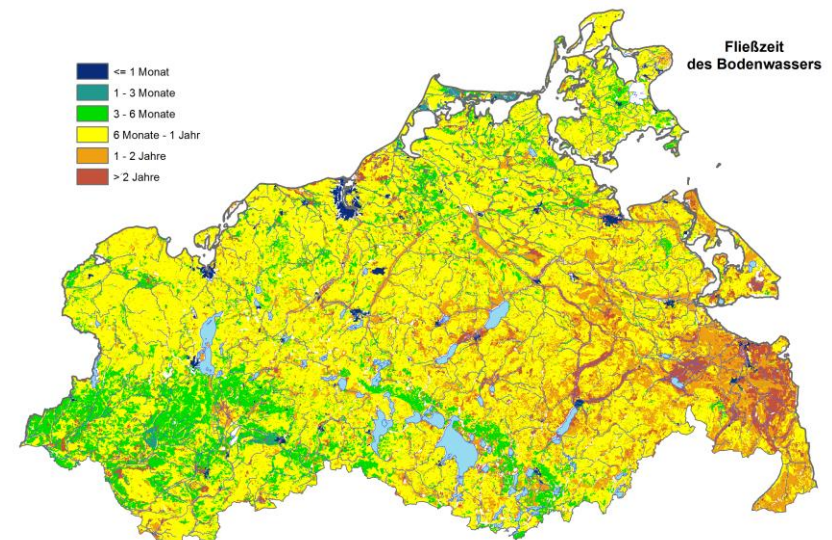 Fließzeit
des Bodenwassers
<= 1 Monat
1 - 3 Monate
3 - 6 Monate
6 Monate - 1 Jahr
1 - 2 Jahre
> 2 Jahre